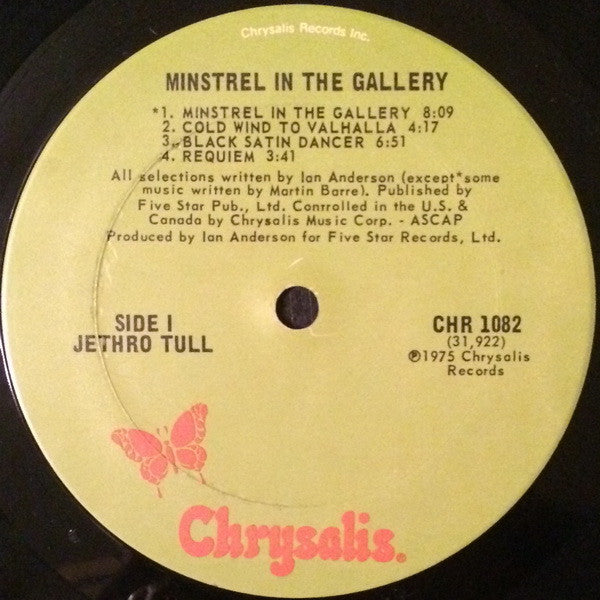 Chrysalis Records Inc.
MINSTREL IN THE GALLERY
*1. MINSTREL IN THE GALLERY 8:09
2. COLD WIND TO VALHALLA 4:17
3. BLACK SATIN DANCER 6:51
4. REQUIEM 3:41
All selections written by Ian Anderson (except*some
music written by Martin Barre). Published by
Five Star Pub., Ltd. Conrrolled in the U.S. &
Canada by Chrysalis Music Corp. - ASCAP
Produced by Ian Anderson for Five Star Records, Ltd.
SIDE I
JETHRO TULL
CHR 1082
(31,922)
℗1975 Chrysalis
Records
Chrysalis®